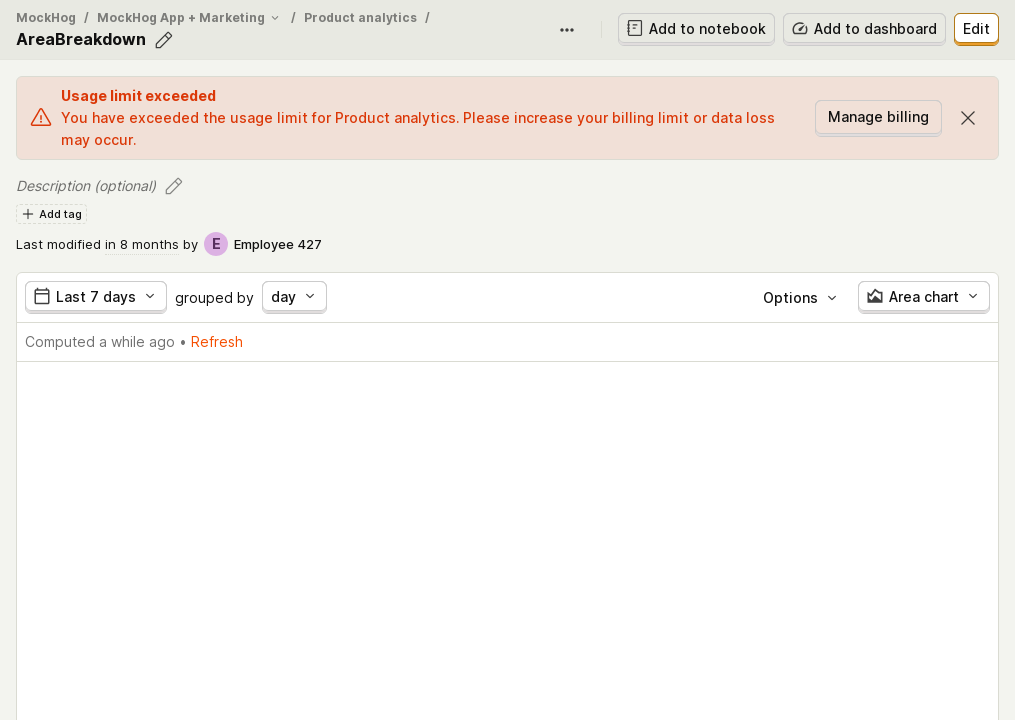 MockHog / MockHog App + Marketing / Product analytics /
AreaBreakdown
Add to notebook
Add to dashboard
Edit
Usage limit exceeded
You have exceeded the usage limit for Product analytics. Please increase your billing limit or data loss
may occur.
Manage billing
Description (optional)
Add tag
Last modified in 8 months by E Employee 427
Last 7 days grouped by day
Options
Area chart
Computed a while ago • Refresh